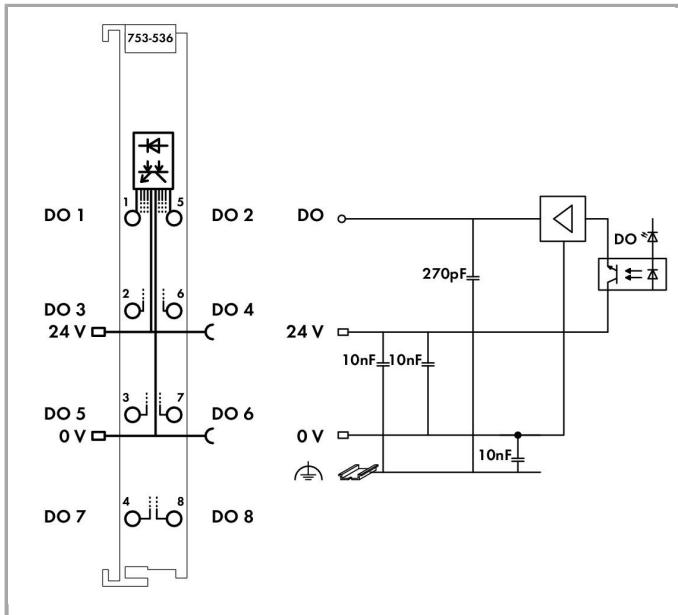 753-536
1 5
DO 1 DO 2 DO
DO
270pF
2 6
DO 3 DO 4
24 V 24 V
10nF 10nF
3 7
DO 5 DO 6
0 V 0 V
10nF
4 8
DO 7 DO 8